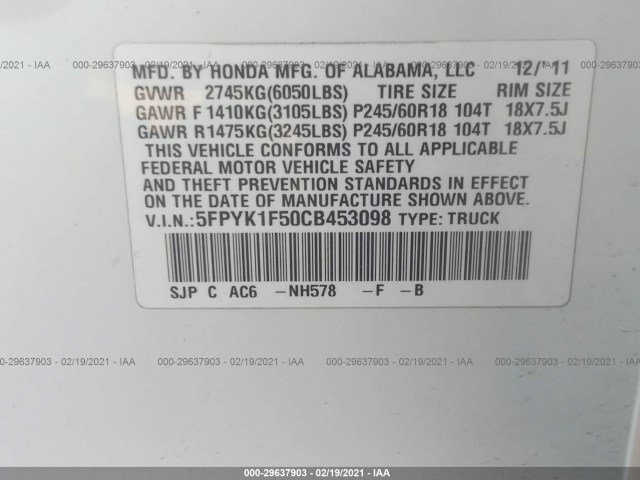 2/19/2021 - IAA 000-29637903 - 02/19/2021 - IAA 000-29637903 - 02/19/2021 - IAA 000-29637903 - 02/19/2021 - IAA
MFD. BY HONDA MFG. OF ALABAMA, LLC 12/'11
GVWR 2745KG(6050LBS) TIRE SIZE RIM SIZE
GAWR F 1410KG(3105LBS) P245/60R18 104T 18X7.5J
GAWR R1475KG(3245LBS) P245/60R18 104T 18X7.5J
THIS VEHICLE CONFORMS TO ALL APPLICABLE
FEDERAL MOTOR VEHICLE SAFETY
AND THEFT PREVENTION STANDARDS IN EFFECT
ON THE DATE OF MANUFACTURE SHOWN ABOVE.
V.I.N.:5FPYK1F50CB453098 TYPE:TRUCK
SJP C AC6 -NH578 -F -B
000-29637903 - 02/19/2021 - IAA 000-29637903 - 02/19/2021 - IAA 000-29637903 - 02/19/2021 - IAA
000-29637903 - 02/19/2021 - IAA